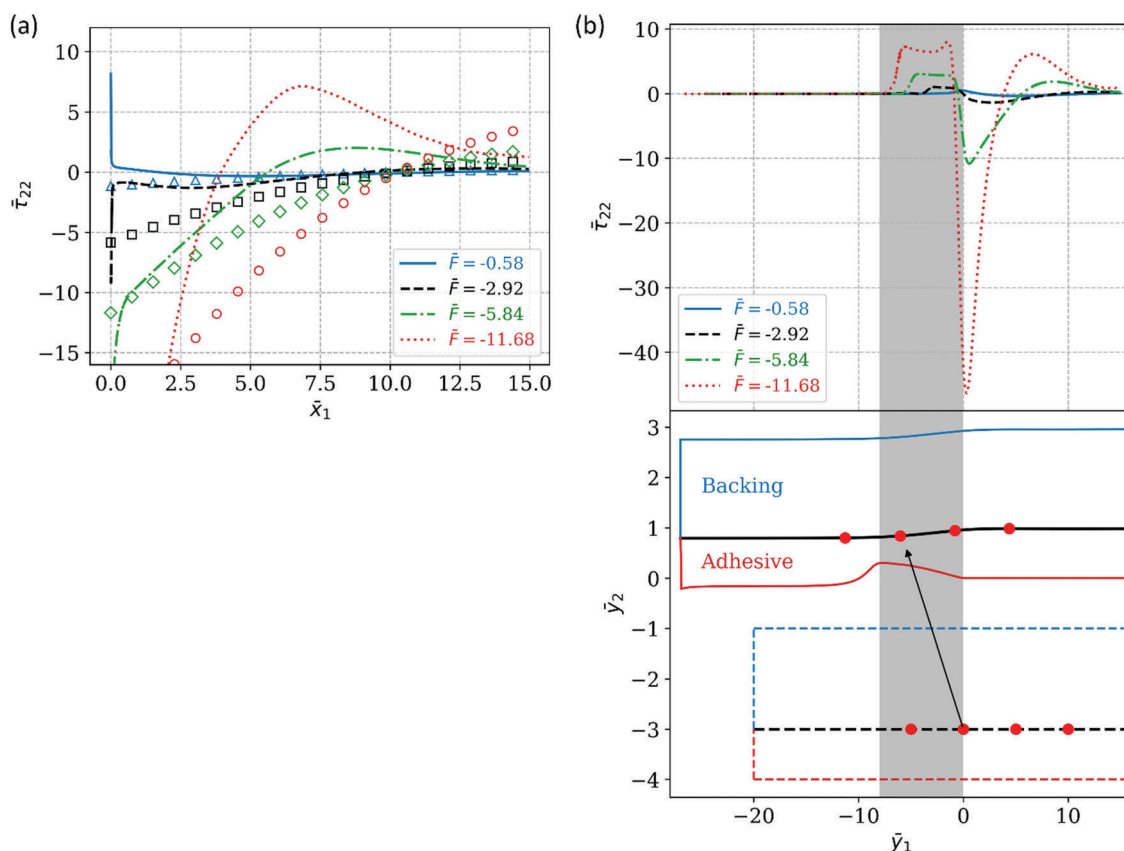 (a)
10
5
0
−5
−10
−15
τ̄₂₂
F̄ = -0.58
F̄ = -2.92
F̄ = -5.84
F̄ = -11.68
0.0 2.5 5.0 7.5 10.0 12.5 15.0
x̄₁
(b)
10
0
−10
−20
−30
−40
τ̄₂₂
F̄ = -0.58
F̄ = -2.92
F̄ = -5.84
F̄ = -11.68
3
2
1
0
−1
−2
−3
−4
ȳ₂
Backing
Adhesive
−20 −10 0 10
ȳ₁